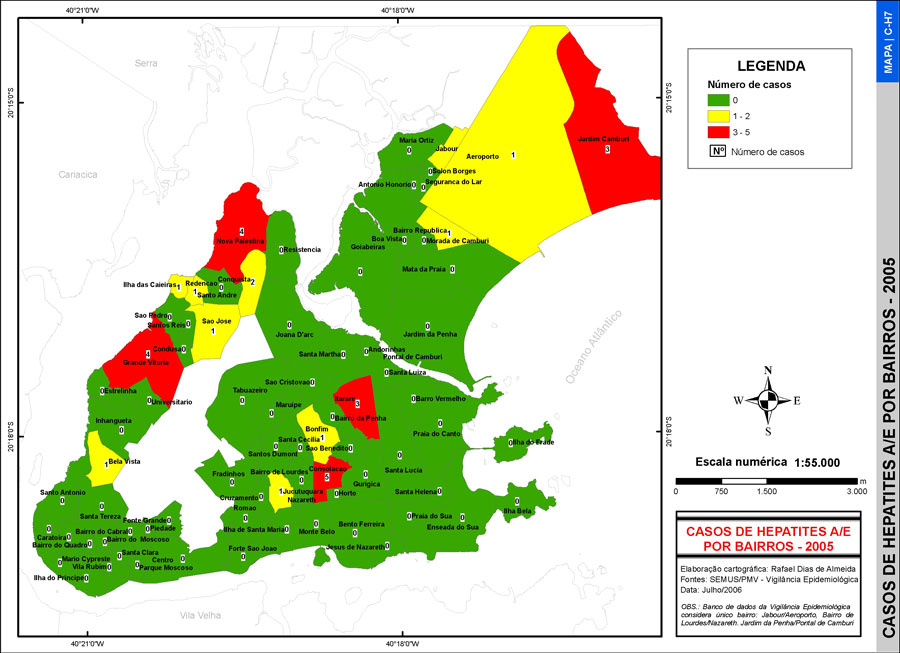 40°21'0"W
40°18'0"W
MAPA | C-H7
Serra
LEGENDA
Número de casos
0
1 - 2
3 - 5
Nº Número de casos
20°15'0"S
20°15'0"S
Maria Ortiz
0
Jabour
Aeroporto
1
Jardim Camburi
3
Cariacica
0 Solon Borges
Antonio Honorio 0
0 Seguranca do Lar
4
Nova Palestina
Bairro Republica 1
Boa Vista 0
0 Morada de Camburi
Goiabeiras
0 Resistencia
0
Mata da Praia 0
CASOS DE HEPATITES A/E POR BAIRROS - 2005
Conquista
2
Ilha das Caieiras 1
Redencao
0
1
Santo Andre
Sao Pedro 0
Santos Reis 0
Sao Jose
1
0
Joana D'arc
0
Jardim da Penha
Oceano Atlântico
Condusa 0
4
Grande Vitoria
Santa Martha 0
0 Andorinhas
Pontal de Camburi
0 Santa Luiza
N
W E
S
0 Estrelinha
0 Universitario
Sao Cristovao 0
Tabuazeiro
0
Itarare
3
0 Barro Vermelho
Maruipe
0
0
Bairro da Penha
Inhangueta
0
Bonfim
1
0
Praia do Canto
20°18'0"S
20°18'0"S
Santa Cecilia
0 Ilha do Frade
Santos Dumont
0
0
Sao Benedito 0
1 Bela Vista
0
Santa Lucia
Escala numérica 1:55.000
Fradinhos
0
Bairro de Lourdes
0
Consolacao
5
0
Gurigica
m
0 750 1.500 3.000
Santo Antonio
0
1 Jucutuquara
Nazareth
0 Horto
Santa Helena 0
Cruzamento 0
Romao
0
0
Ilha Bela
0
Santa Tereza
Fonte Grande 0
0 Praia do Sua
0
Enseada do Sua
CASOS DE HEPATITES A/E
POR BAIRROS - 2005
0
Caratoira 0
Bairro do Cabral 0
0 Piedade
Ilha de Santa Maria 0
0
Monte Belo
Bento Ferreira
0
Bairro do Quadro 0
0 Bairro do Moscoso
Jesus de Nazareth 0
0 Mario Cypreste
0 Santa Clara
Forte Sao Joao
0
Vila Rubim 0
Centro
0
0 Parque Moscoso
Ilha do Principe 0
Elaboração cartográfica: Rafael Dias de Almeida
Fontes: SEMUS/PMV - Vigilância Epidemiológica
Data: Julho/2006
OBS.: Banco de dados da Vigilância Epidemiológica
considera único bairro: Jabour/Aeroporto, Bairro de
Lourdes/Nazareth. Jardim da Penha/Pontal de Camburi
Vila Velha
40°21'0"W
40°18'0"W